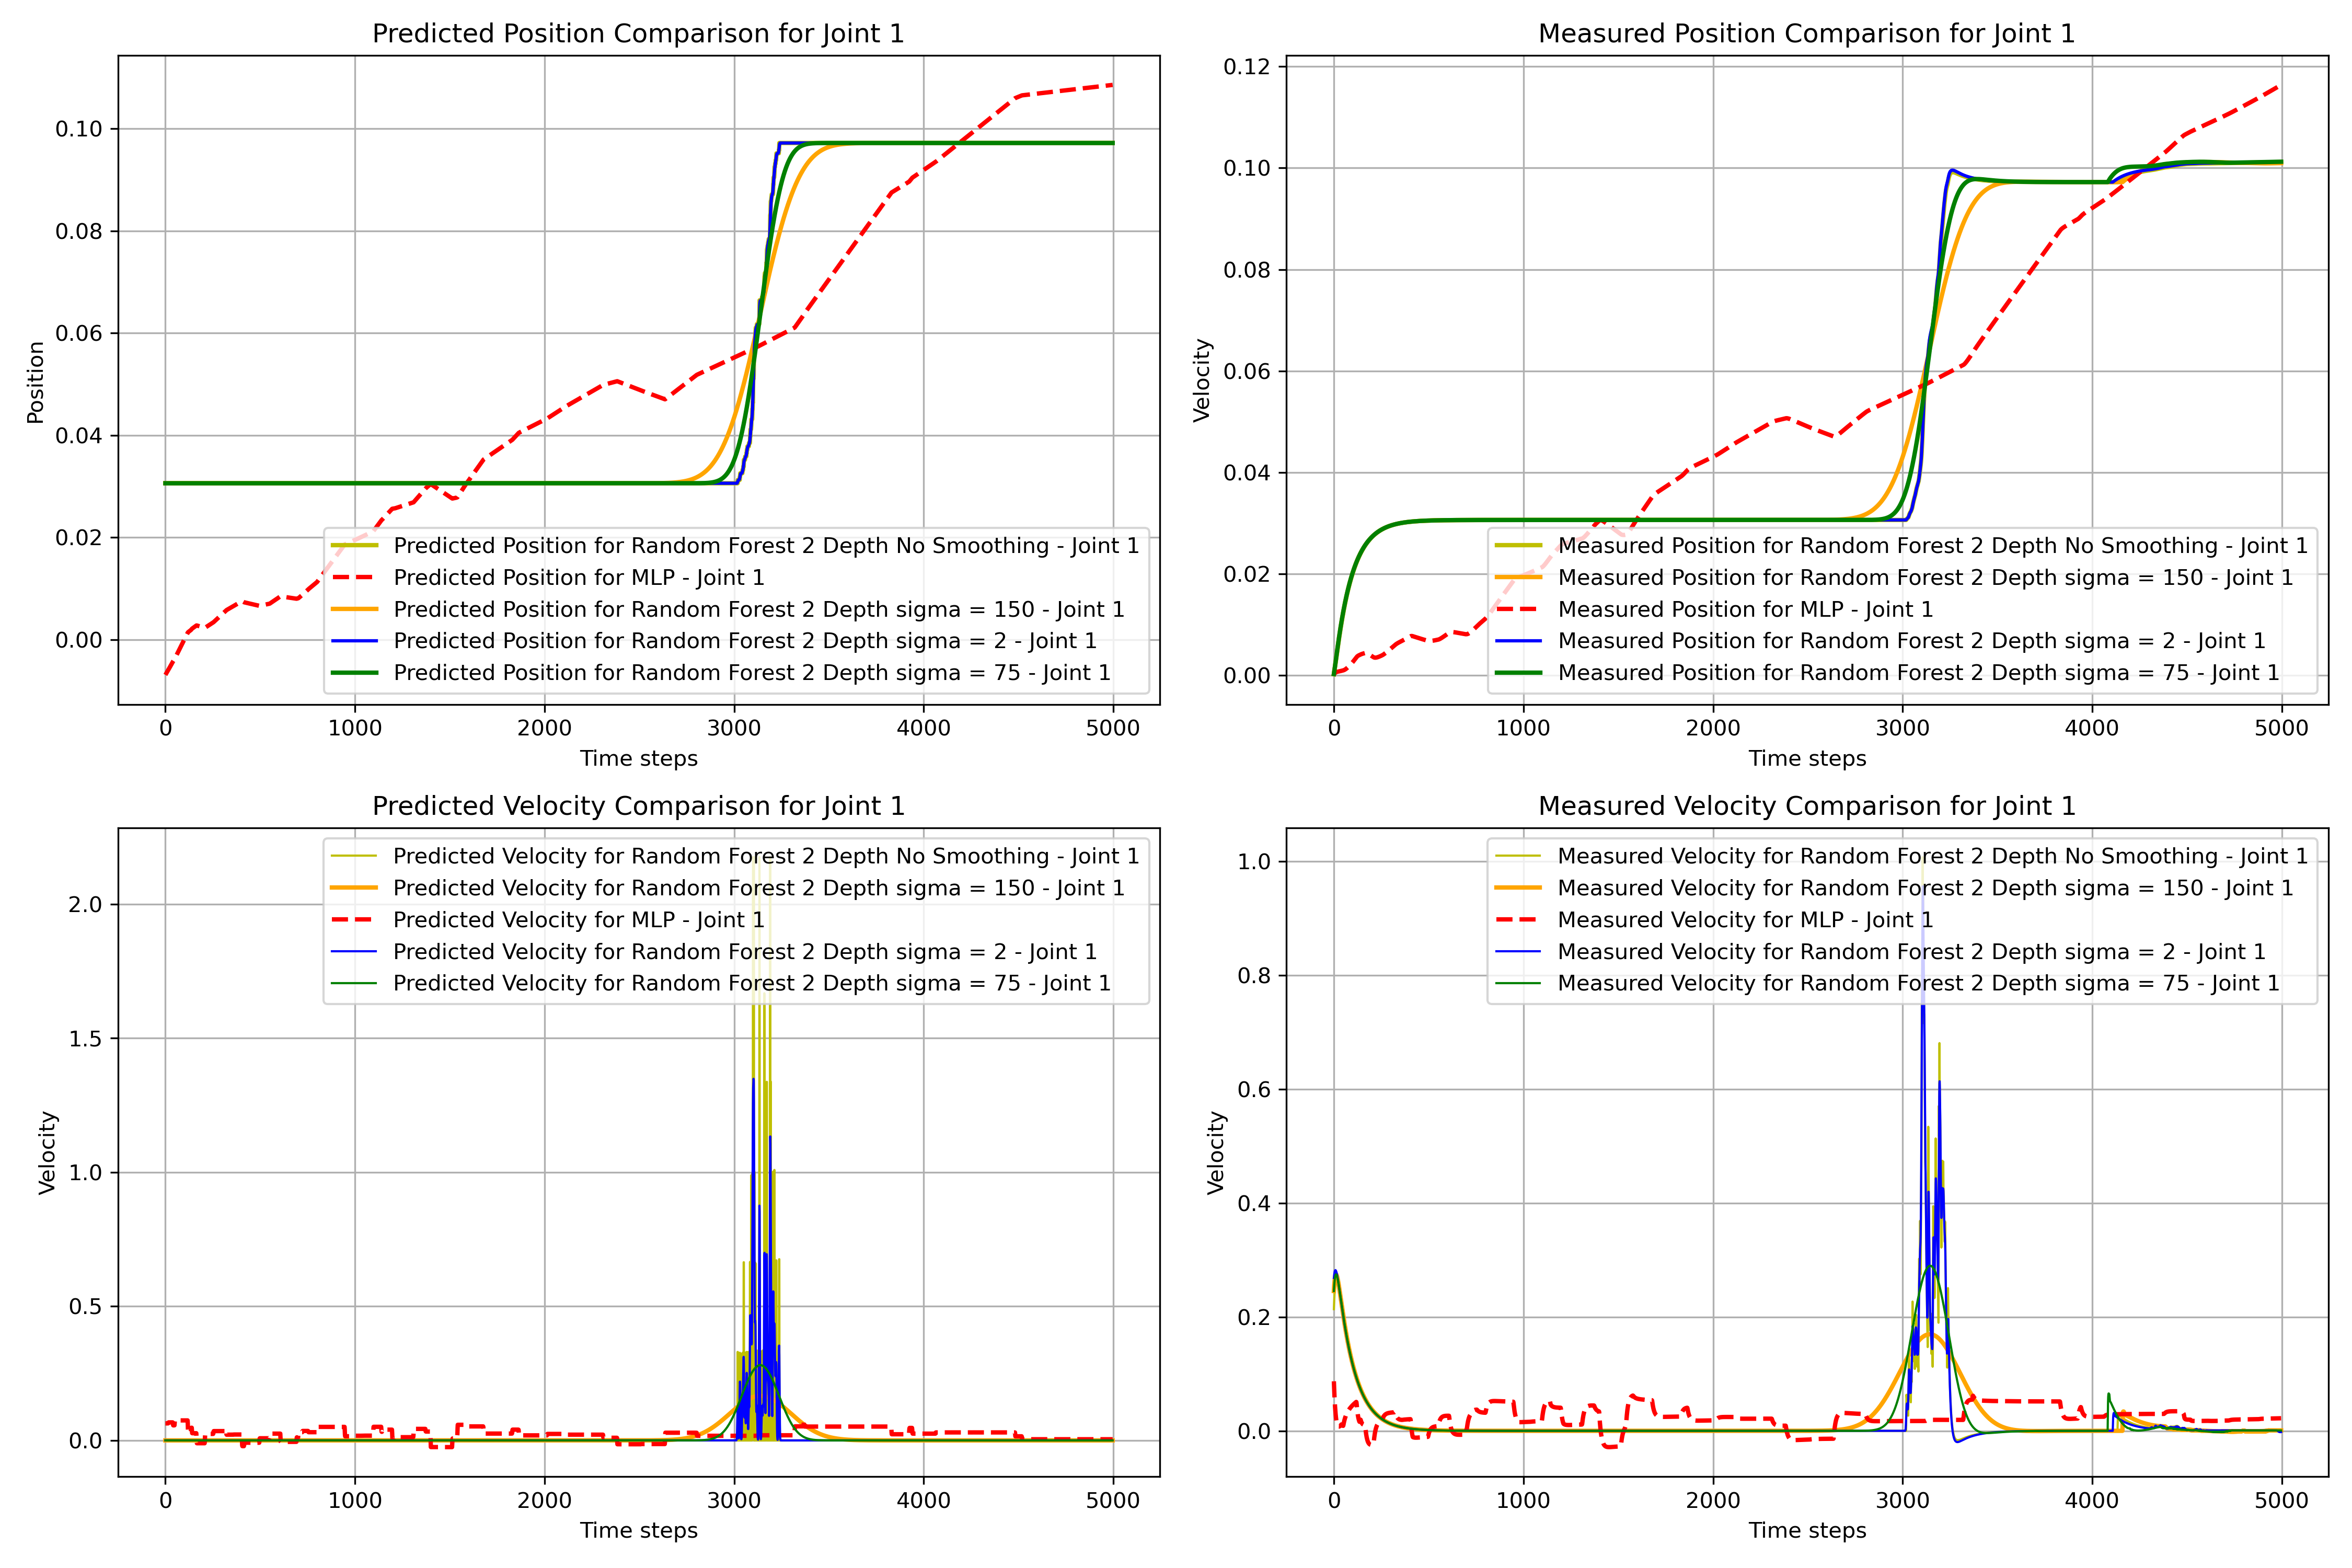 Predicted Position Comparison for Joint 1
0.10
0.08
0.06
0.04
0.02
0.00
Position
Predicted Position for Random Forest 2 Depth No Smoothing - Joint 1
Predicted Position for MLP - Joint 1
Predicted Position for Random Forest 2 Depth sigma = 150 - Joint 1
Predicted Position for Random Forest 2 Depth sigma = 2 - Joint 1
Predicted Position for Random Forest 2 Depth sigma = 75 - Joint 1
0 1000 2000 3000 4000 5000
Time steps
Measured Position Comparison for Joint 1
0.12
0.10
0.08
0.06
0.04
0.02
0.00
Velocity
Measured Position for Random Forest 2 Depth No Smoothing - Joint 1
Measured Position for Random Forest 2 Depth sigma = 150 - Joint 1
Measured Position for MLP - Joint 1
Measured Position for Random Forest 2 Depth sigma = 2 - Joint 1
Measured Position for Random Forest 2 Depth sigma = 75 - Joint 1
0 1000 2000 3000 4000 5000
Time steps
Predicted Velocity Comparison for Joint 1
2.0
1.5
1.0
0.5
0.0
Velocity
Predicted Velocity for Random Forest 2 Depth No Smoothing - Joint 1
Predicted Velocity for Random Forest 2 Depth sigma = 150 - Joint 1
Predicted Velocity for MLP - Joint 1
Predicted Velocity for Random Forest 2 Depth sigma = 2 - Joint 1
Predicted Velocity for Random Forest 2 Depth sigma = 75 - Joint 1
0 1000 2000 3000 4000 5000
Time steps
Measured Velocity Comparison for Joint 1
1.0
0.8
0.6
0.4
0.2
0.0
Velocity
Measured Velocity for Random Forest 2 Depth No Smoothing - Joint 1
Measured Velocity for Random Forest 2 Depth sigma = 150 - Joint 1
Measured Velocity for MLP - Joint 1
Measured Velocity for Random Forest 2 Depth sigma = 2 - Joint 1
Measured Velocity for Random Forest 2 Depth sigma = 75 - Joint 1
0 1000 2000 3000 4000 5000
Time steps